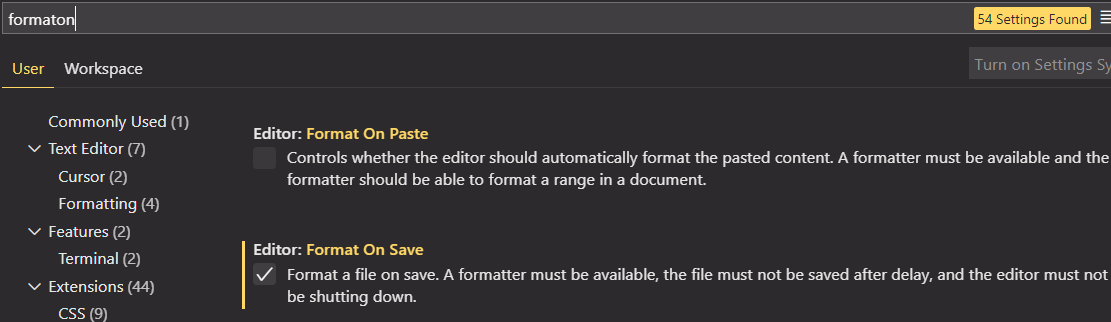 formaton
54 Settings Found
User
Workspace
Turn on Settings Sy
Commonly Used (1)
Text Editor (7)
Cursor (2)
Formatting (4)
Features (2)
Terminal (2)
Extensions (44)
CSS (9)
Editor: Format On Paste
Controls whether the editor should automatically format the pasted content. A formatter must be available and the
formatter should be able to format a range in a document.
Editor: Format On Save
Format a file on save. A formatter must be available, the file must not be saved after delay, and the editor must not
be shutting down.